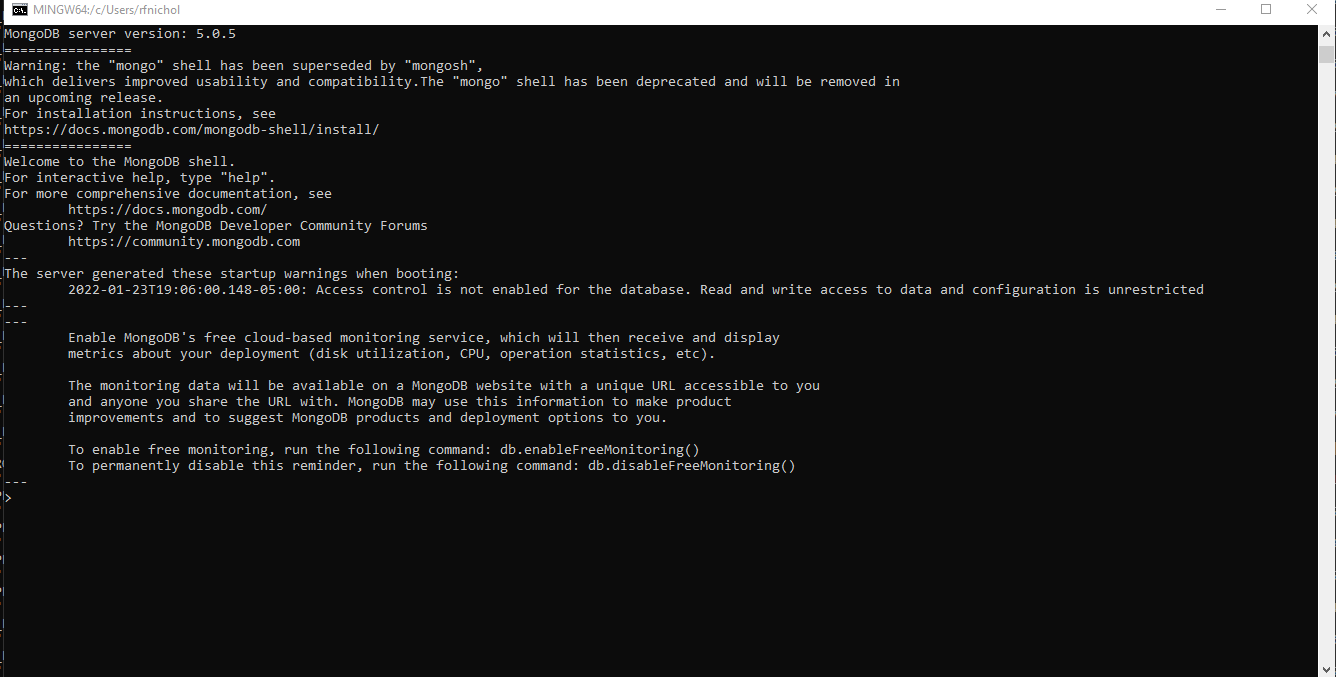 MINGW64:/c/Users/rfnichol
MongoDB server version: 5.0.5
================
Warning: the "mongo" shell has been superseded by "mongosh",
which delivers improved usability and compatibility.The "mongo" shell has been deprecated and will be removed in
an upcoming release.
For installation instructions, see
https://docs.mongodb.com/mongodb-shell/install/
================
Welcome to the MongoDB shell.
For interactive help, type "help".
For more comprehensive documentation, see
        https://docs.mongodb.com/
Questions? Try the MongoDB Developer Community Forums
        https://community.mongodb.com
---
The server generated these startup warnings when booting:
        2022-01-23T19:06:00.148-05:00: Access control is not enabled for the database. Read and write access to data and configuration is unrestricted
---
---
        Enable MongoDB's free cloud-based monitoring service, which will then receive and display
        metrics about your deployment (disk utilization, CPU, operation statistics, etc).

        The monitoring data will be available on a MongoDB website with a unique URL accessible to you
        and anyone you share the URL with. MongoDB may use this information to make product
        improvements and to suggest MongoDB products and deployment options to you.

        To enable free monitoring, run the following command: db.enableFreeMonitoring()
        To permanently disable this reminder, run the following command: db.disableFreeMonitoring()
---
>